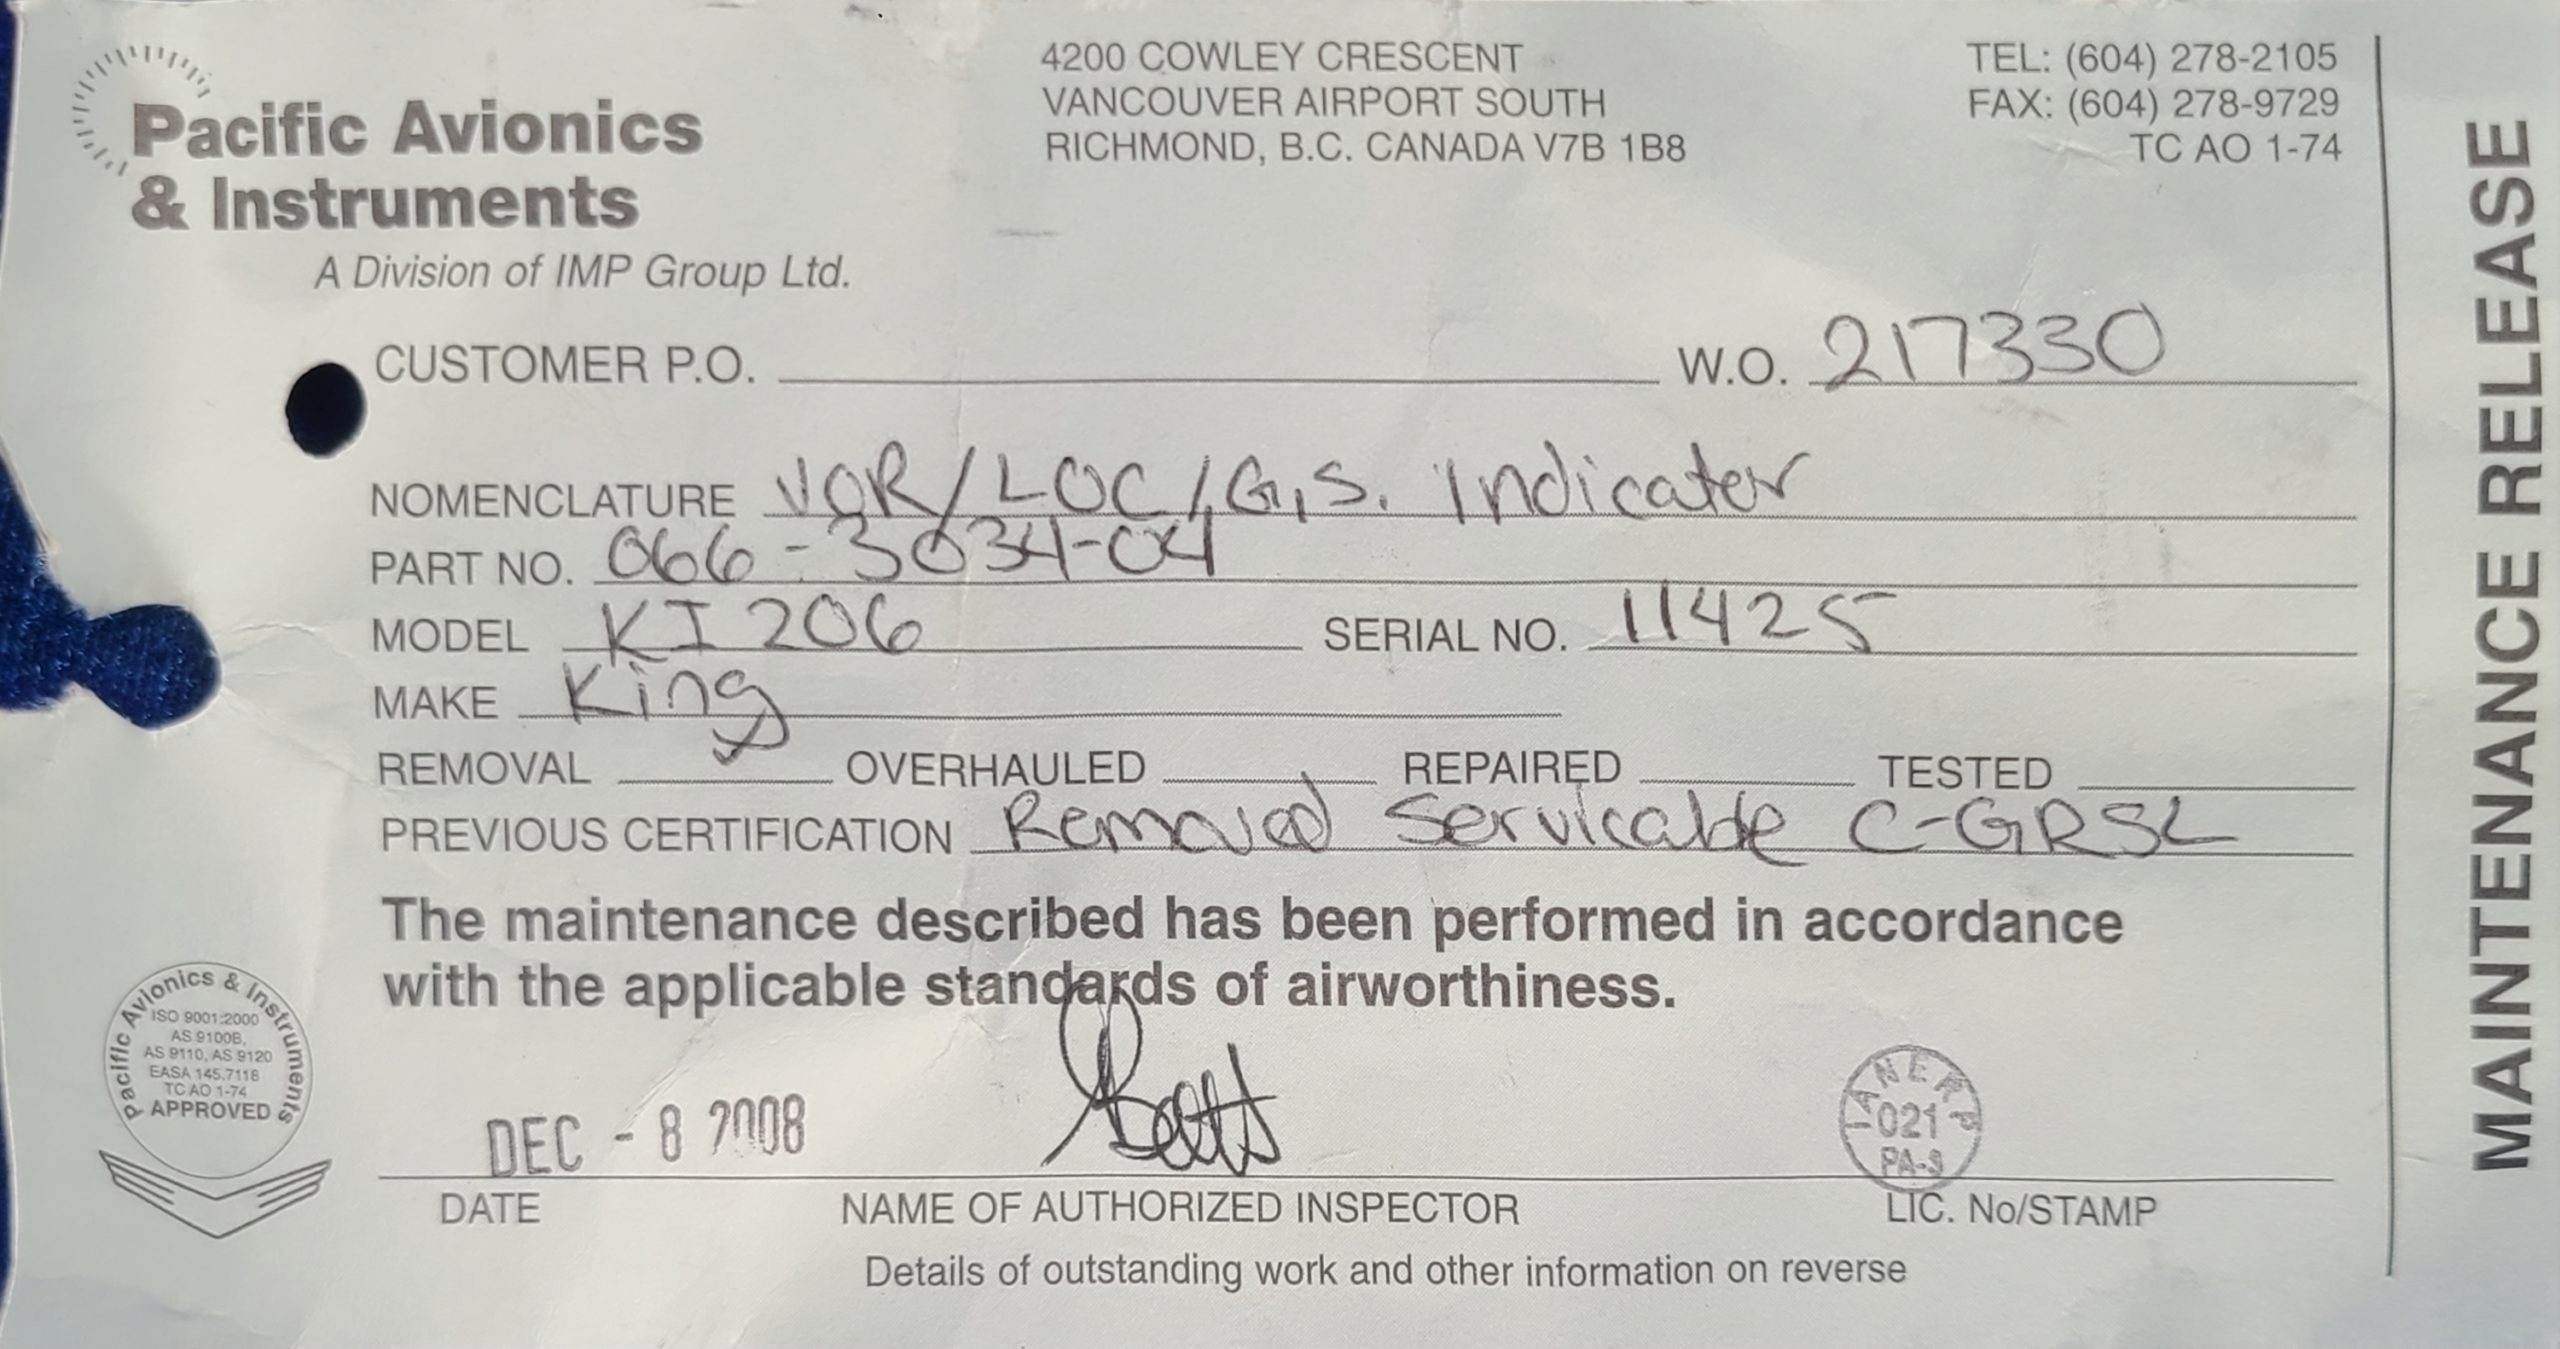 Pacific Avionics
& Instruments
A Division of IMP Group Ltd.
4200 COWLEY CRESCENT
VANCOUVER AIRPORT SOUTH
RICHMOND, B.C. CANADA V7B 1B8
TEL: (604) 278-2105
FAX: (604) 278-9729
TC AO 1-74
MAINTENANCE RELEASE
CUSTOMER P.O. W.O. 217330
NOMENCLATURE VOR/LOC/G.S. Indicator
PART NO. 066-3034-04
MODEL KI 206 SERIAL NO. 11425
MAKE King
REMOVAL OVERHAULED REPAIRED TESTED
PREVIOUS CERTIFICATION Removed Servicable C-GRSL
The maintenance described has been performed in accordance
with the applicable standards of airworthiness.
Pacific Avionics & Instruments
ISO 9001:2000
AS 9100B,
AS 9110, AS 9120
EASA 145.7118
TC AO 1-74
APPROVED
DEC - 8 2008
021
DATE NAME OF AUTHORIZED INSPECTOR LIC. No/STAMP
Details of outstanding work and other information on reverse